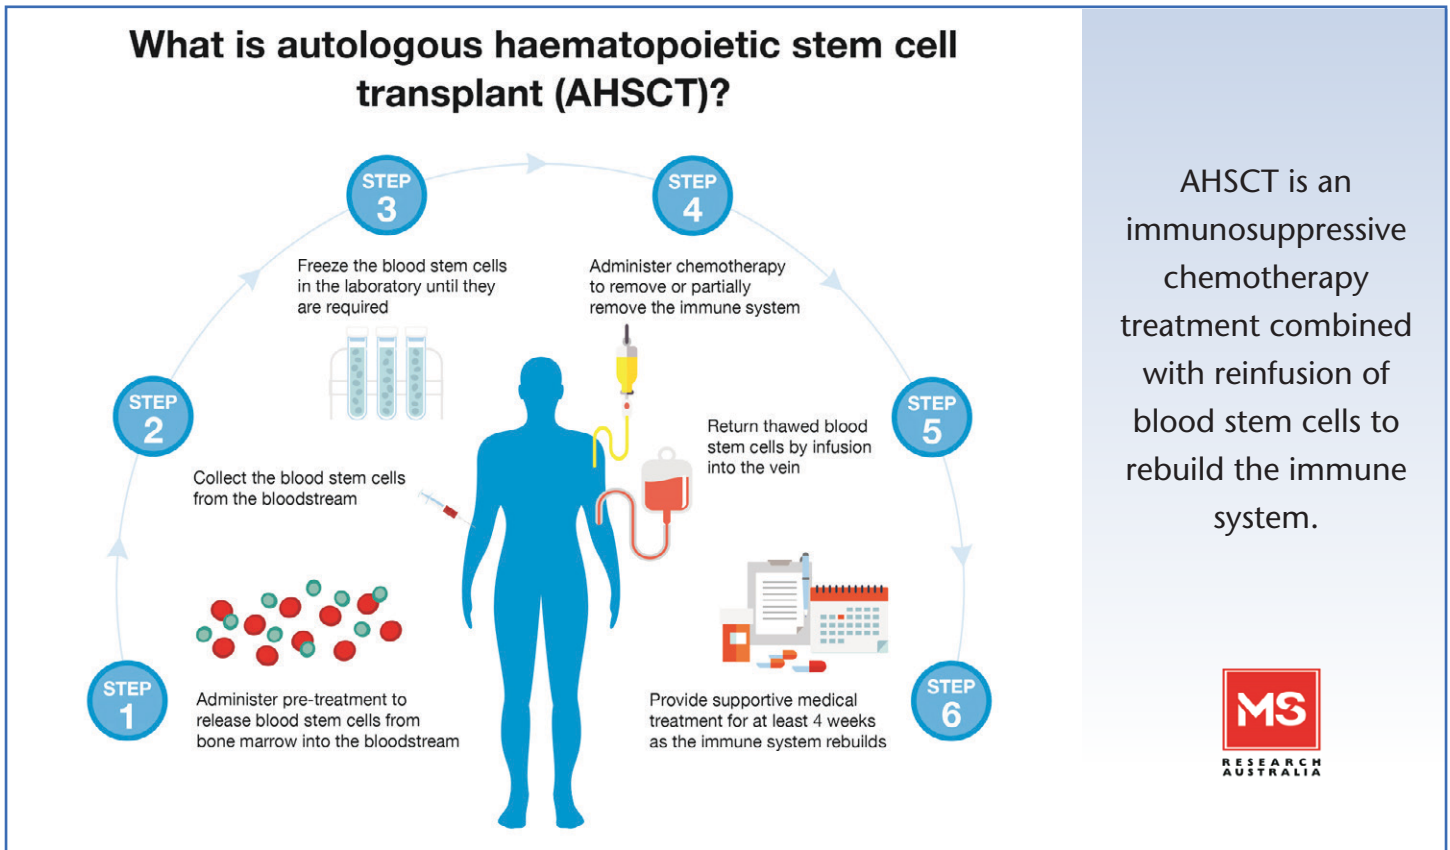 What is autologous haematopoietic stem cell
transplant (AHSCT)?
STEP
1
Administer pre-treatment to
release blood stem cells from
bone marrow into the bloodstream
STEP
2
Collect the blood stem cells
from the bloodstream
STEP
3
Freeze the blood stem cells
in the laboratory until they
are required
STEP
4
Administer chemotherapy
to remove or partially
remove the immune system
STEP
5
Return thawed blood
stem cells by infusion
into the vein
STEP
6
Provide supportive medical
treatment for at least 4 weeks
as the immune system rebuilds
AHSCT is an
immunosuppressive
chemotherapy
treatment combined
with reinfusion of
blood stem cells to
rebuild the immune
system.
MS
RESEARCH
AUSTRALIA